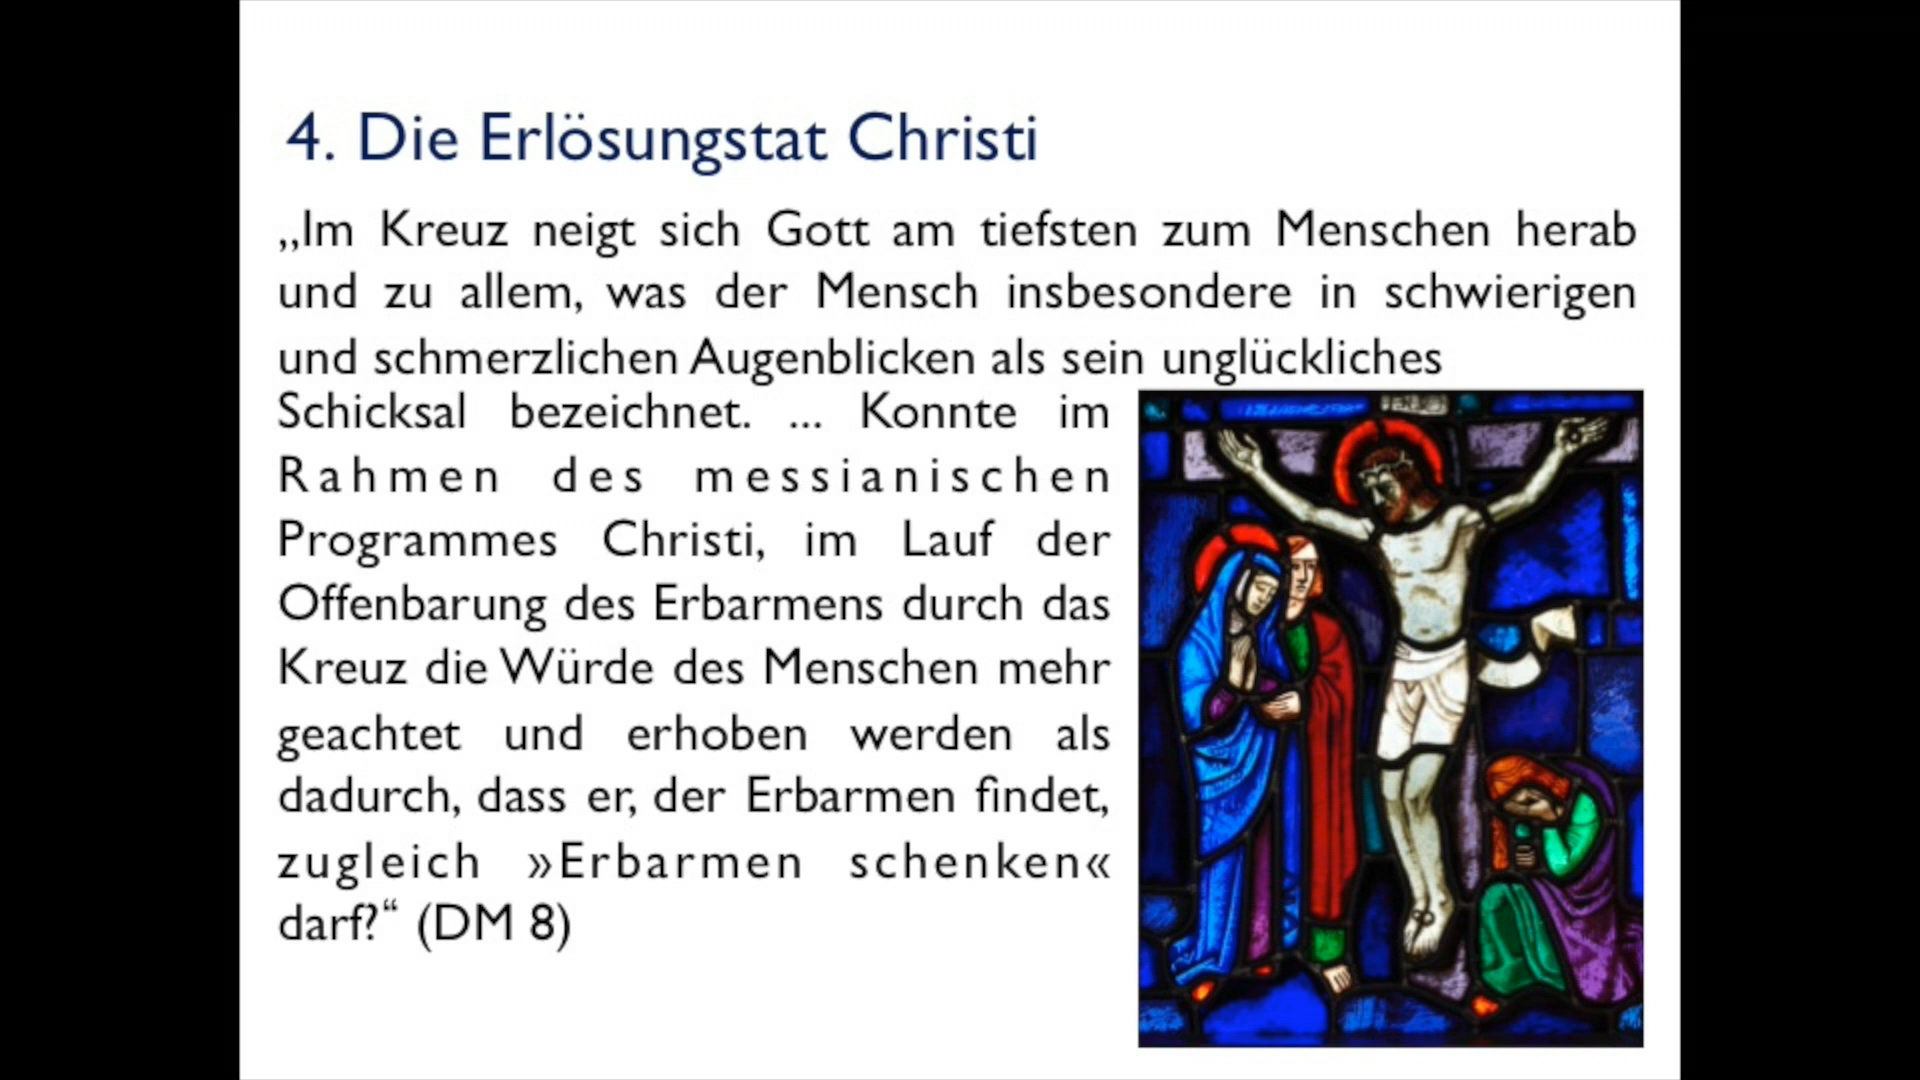 4. Die Erlösungstat Christi
„Im Kreuz neigt sich Gott am tiefsten zum Menschen herab
und zu allem, was der Mensch insbesondere in schwierigen
und schmerzlichen Augenblicken als sein unglückliches
Schicksal bezeichnet. ... Konnte im
Rahmen des messianischen
Programmes Christi, im Lauf der
Offenbarung des Erbarmens durch das
Kreuz die Würde des Menschen mehr
geachtet und erhoben werden als
dadurch, dass er, der Erbarmen findet,
zugleich »Erbarmen schenken«
darf?“ (DM 8)